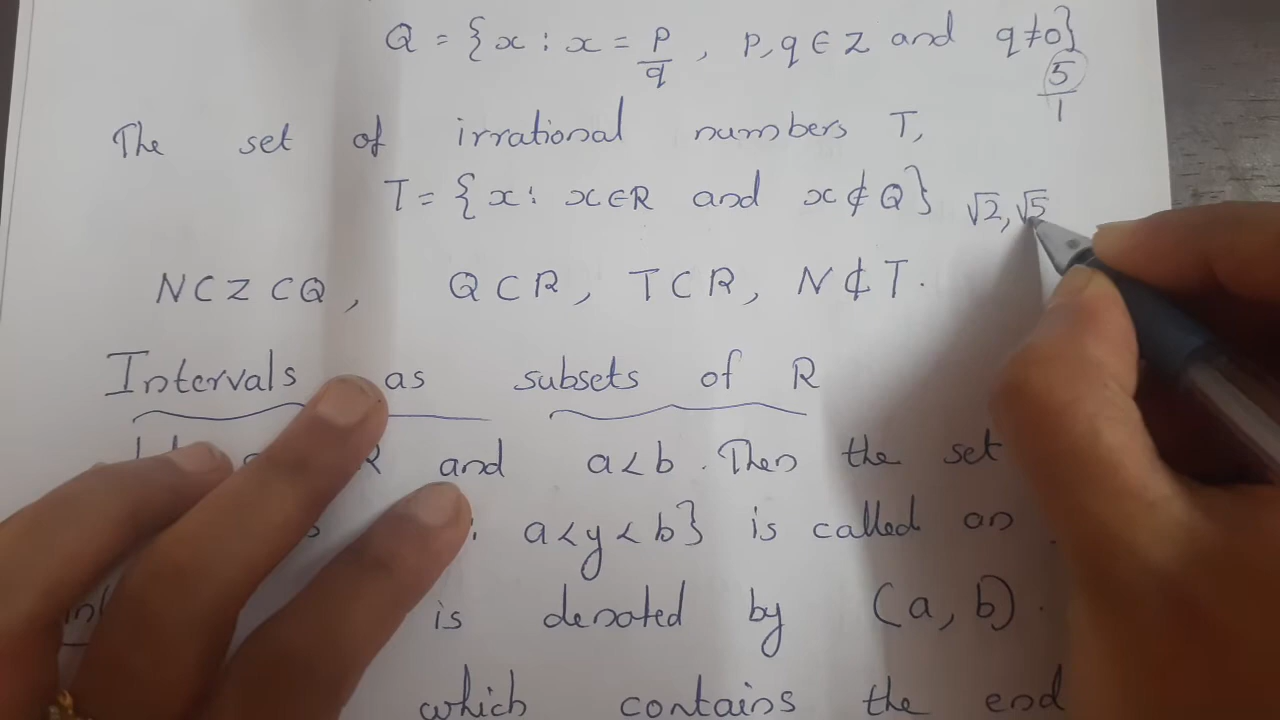 Q = {x : x = p/q , p, q ∈ Z and q ≠ 0}
5/1
The set of irrational numbers T,
T = {x : x ∈ R and x ∉ Q} √2, √5
N ⊂ Z ⊂ Q, Q ⊂ R, T ⊂ R, N ⊄ T.
Intervals as subsets of R
R and a < b. Then the set
: a < y < b} is called an
is denoted by (a, b).
which contains the end